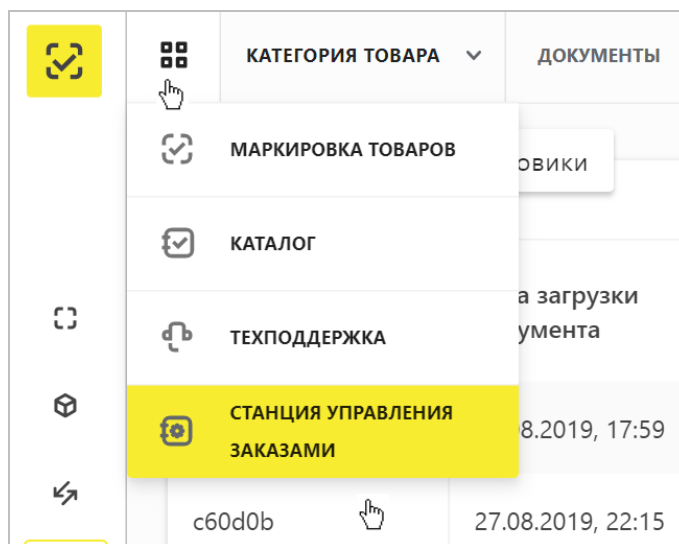 КАТЕГОРИЯ ТОВАРА
ДОКУМЕНТЫ
МАРКИРОВКА ТОВАРОВ
овики
КАТАЛОГ
а загрузки
умента
ТЕХПОДДЕРЖКА
СТАНЦИЯ УПРАВЛЕНИЯ
ЗАКАЗАМИ
8.2019, 17:59
c60d0b
27.08.2019, 22:15